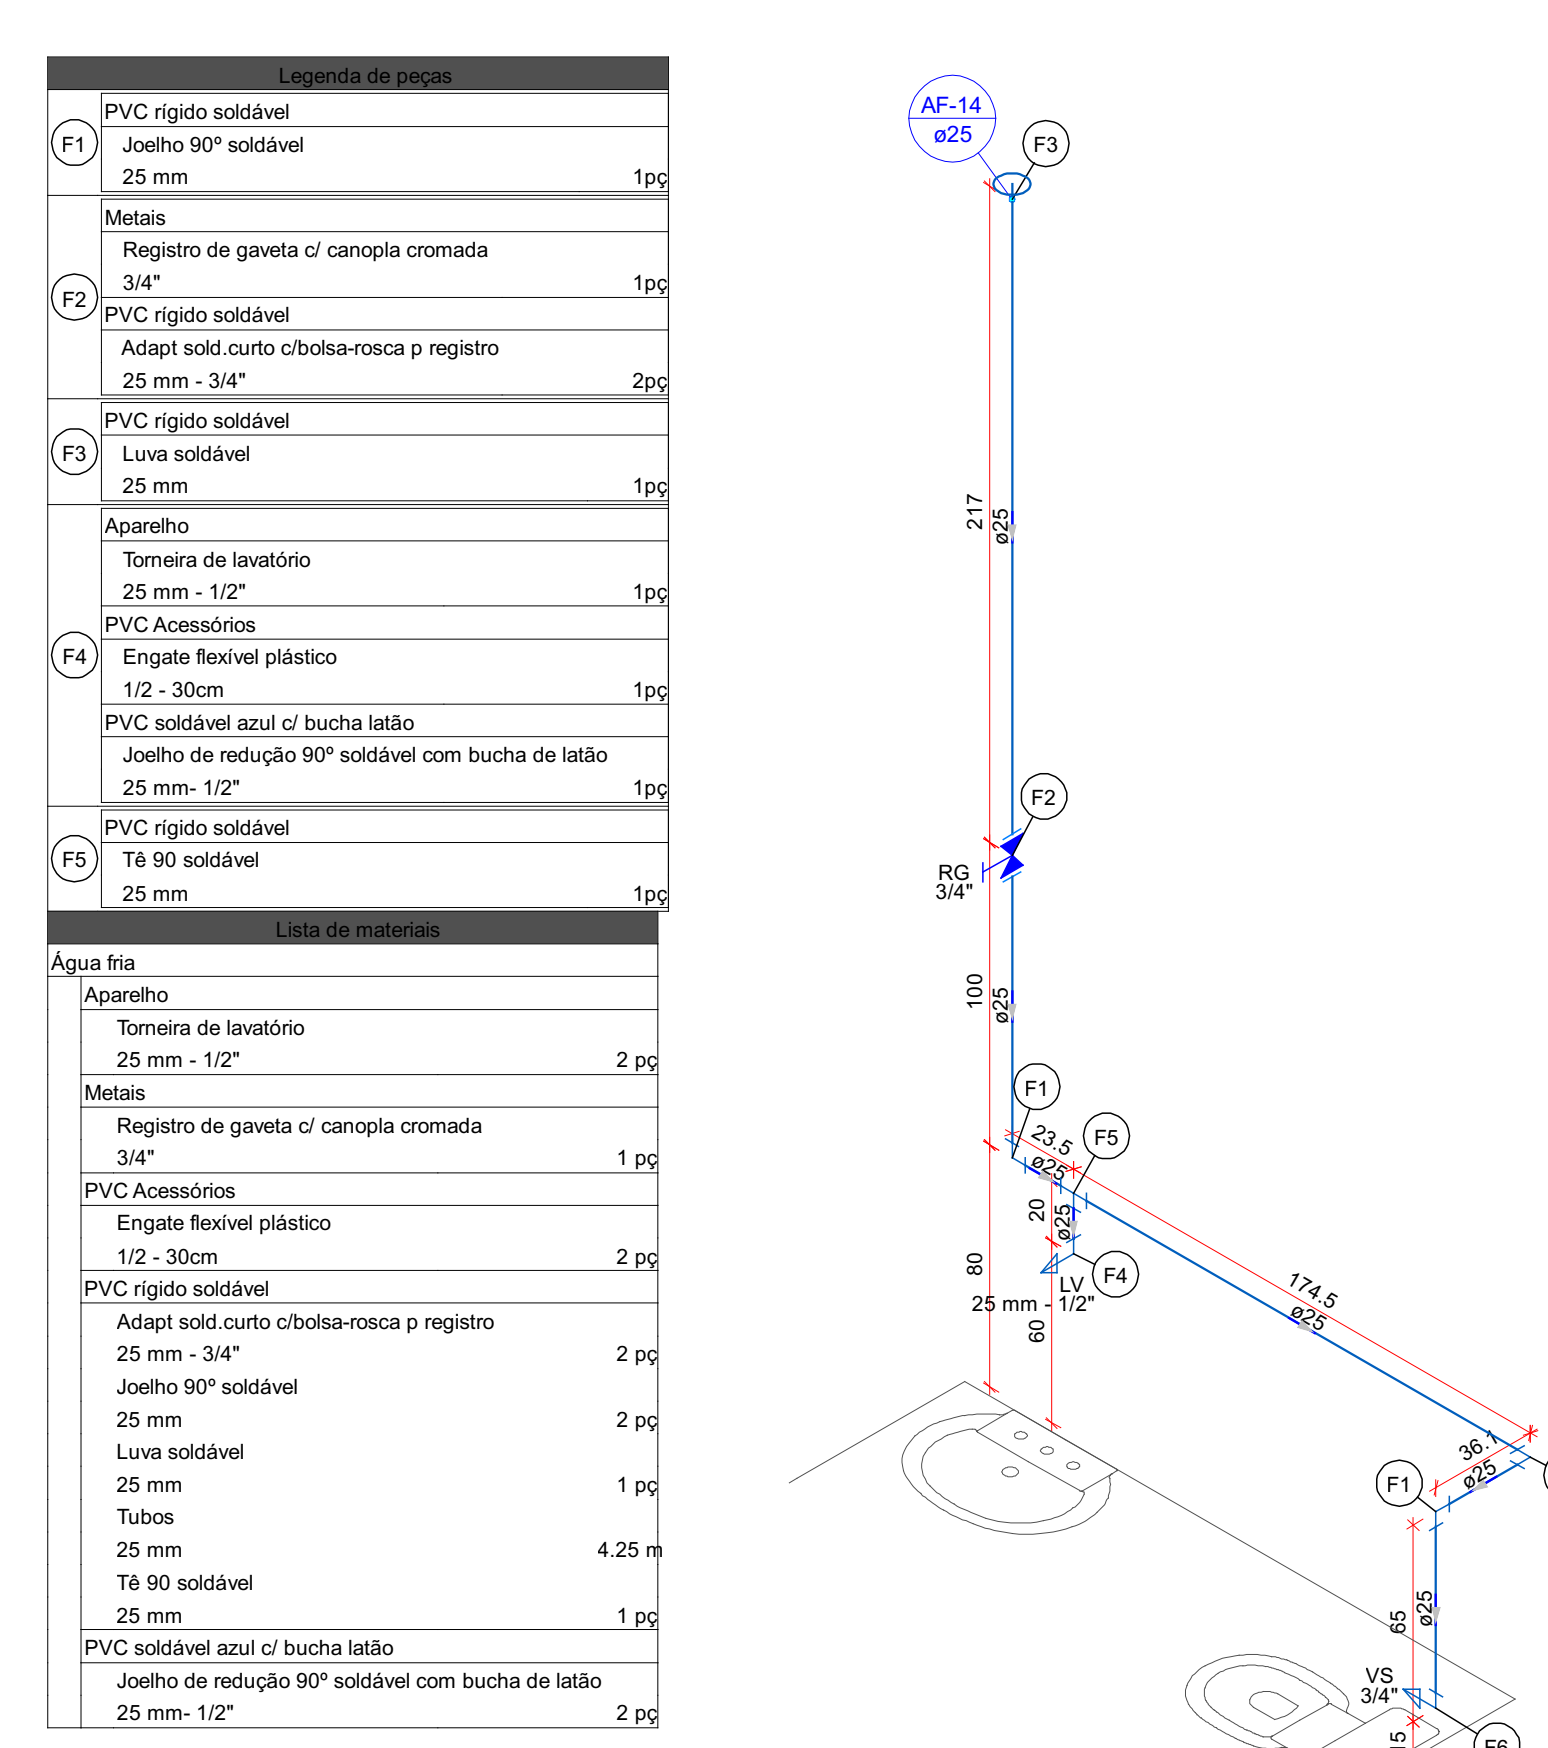 Legenda de peças
F1
PVC rígido soldável
Joelho 90º soldável
25 mm 1pç
F2
Metais
Registro de gaveta c/ canopla cromada
3/4" 1pç
PVC rígido soldável
Adapt sold.curto c/bolsa-rosca p registro
25 mm - 3/4" 2pç
F3
PVC rígido soldável
Luva soldável
25 mm 1pç
F4
Aparelho
Torneira de lavatório
25 mm - 1/2" 1pç
PVC Acessórios
Engate flexível plástico
1/2 - 30cm 1pç
PVC soldável azul c/ bucha latão
Joelho de redução 90º soldável com bucha de latão
25 mm- 1/2" 1pç
F5
PVC rígido soldável
Tê 90 soldável
25 mm 1pç
Lista de materiais
Água fria
Aparelho
Torneira de lavatório
25 mm - 1/2" 2 pç
Metais
Registro de gaveta c/ canopla cromada
3/4" 1 pç
PVC Acessórios
Engate flexível plástico
1/2 - 30cm 2 pç
PVC rígido soldável
Adapt sold.curto c/bolsa-rosca p registro
25 mm - 3/4" 2 pç
Joelho 90º soldável
25 mm 2 pç
Luva soldável
25 mm 1 pç
Tubos
25 mm 4.25 m
Tê 90 soldável
25 mm 1 pç
PVC soldável azul c/ bucha latão
Joelho de redução 90º soldável com bucha de latão
25 mm- 1/2" 2 pç
AF-14
ø25
F3
217
ø25
F2
RG
3/4"
100
ø25
F1
23.5
ø25
F5
20
ø25
80
F4
LV
25 mm - 1/2"
60
174.5
ø25
36.1
ø25
F1
65
ø25
VS
3/4"
15
F6